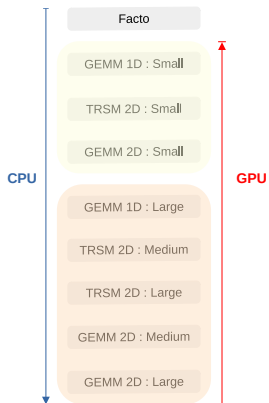 Facto
GEMM 1D : Small
TRSM 2D : Small
GEMM 2D : Small
CPU
GPU
GEMM 1D : Large
TRSM 2D : Medium
TRSM 2D : Large
GEMM 2D : Medium
GEMM 2D : Large